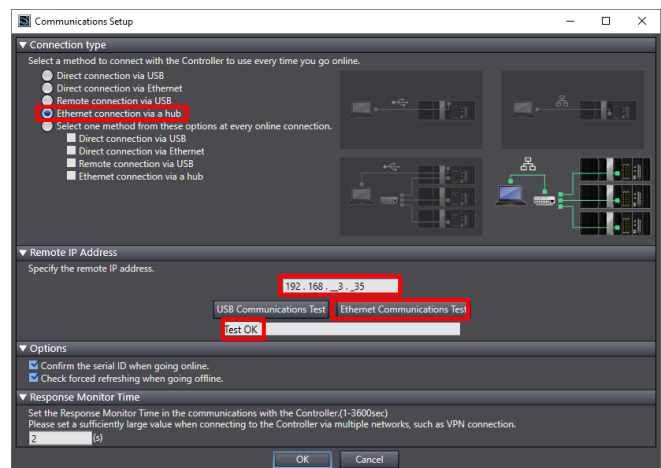 Communications Setup
▼ Connection type
Select a method to connect with the Controller to use every time you go online.
Direct connection via USB
Direct connection via Ethernet
Remote connection via USB
Ethernet connection via a hub
Select one method from these options at every online connection.
Direct connection via USB
Direct connection via Ethernet
Remote connection via USB
Ethernet connection via a hub
▼ Remote IP Address
Specify the remote IP address.
192 . 168 . __3 . _35
USB Communications Test Ethernet Communications Test
Test OK
▼ Options
Confirm the serial ID when going online.
Check forced refreshing when going offline.
▼ Response Monitor Time
Set the Response Monitor Time in the communications with the Controller.(1-3600sec)
Please set a sufficiently large value when connecting to the Controller via multiple networks, such as VPN connection.
2 (s)
OK Cancel